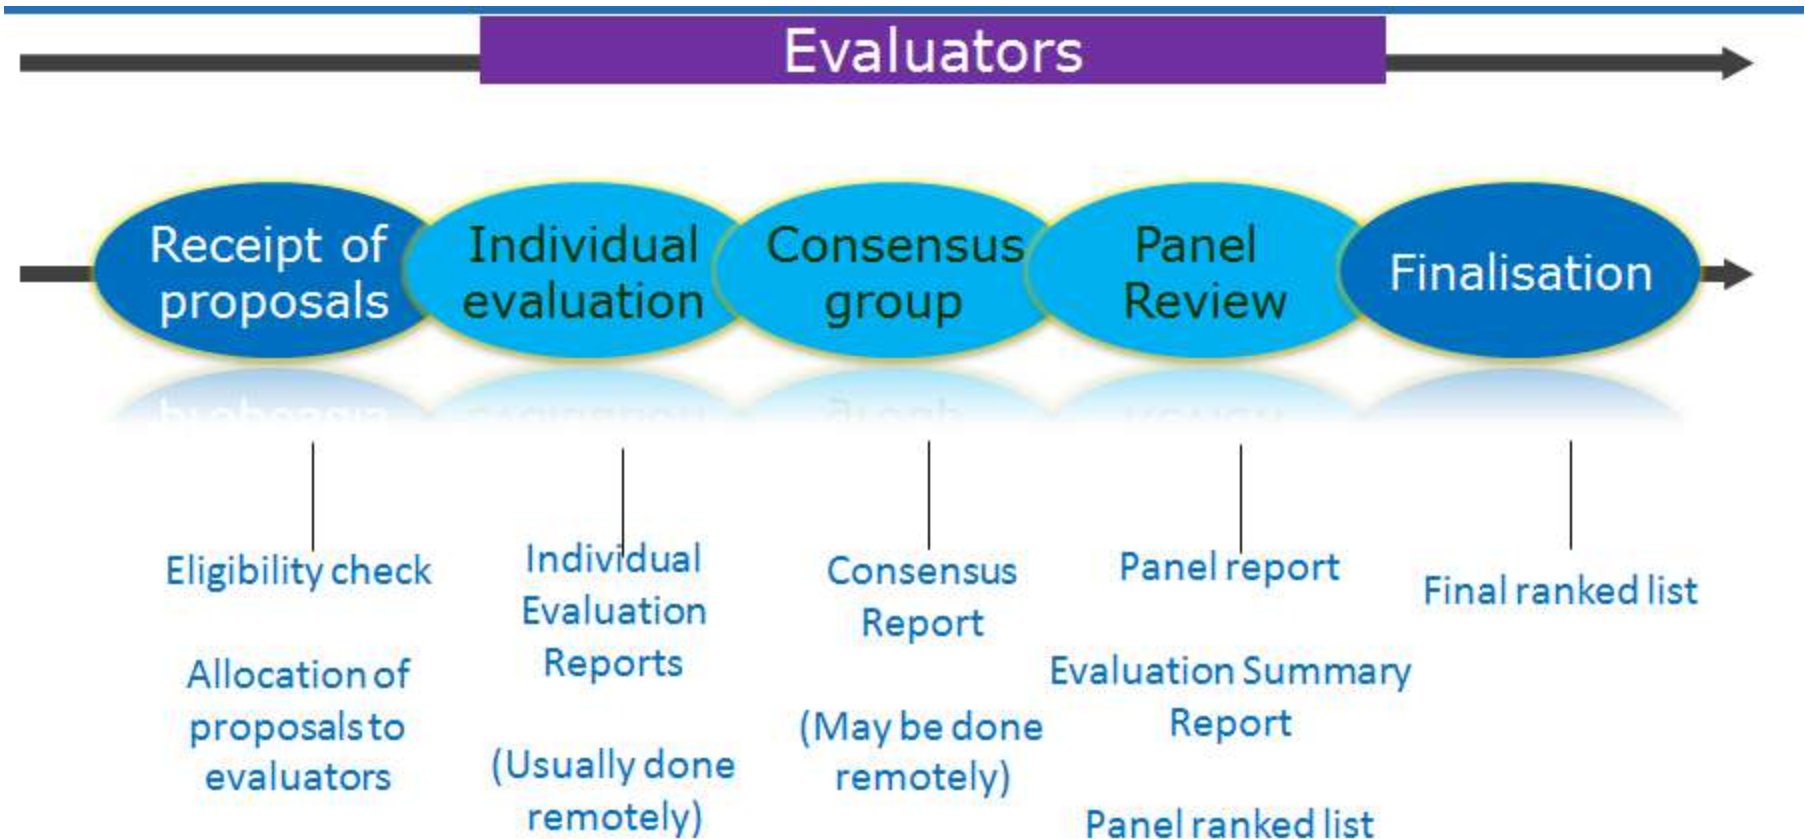 Evaluators
Receipt of
proposals
Individual
evaluation
Consensus
group
Panel
Review
Finalisation
Eligibility check
Allocation of
proposals to
evaluators
Individual
Evaluation
Reports
(Usually done
remotely)
Consensus
Report
(May be done
remotely)
Panel report
Evaluation Summary
Report
Panel ranked list
Final ranked list